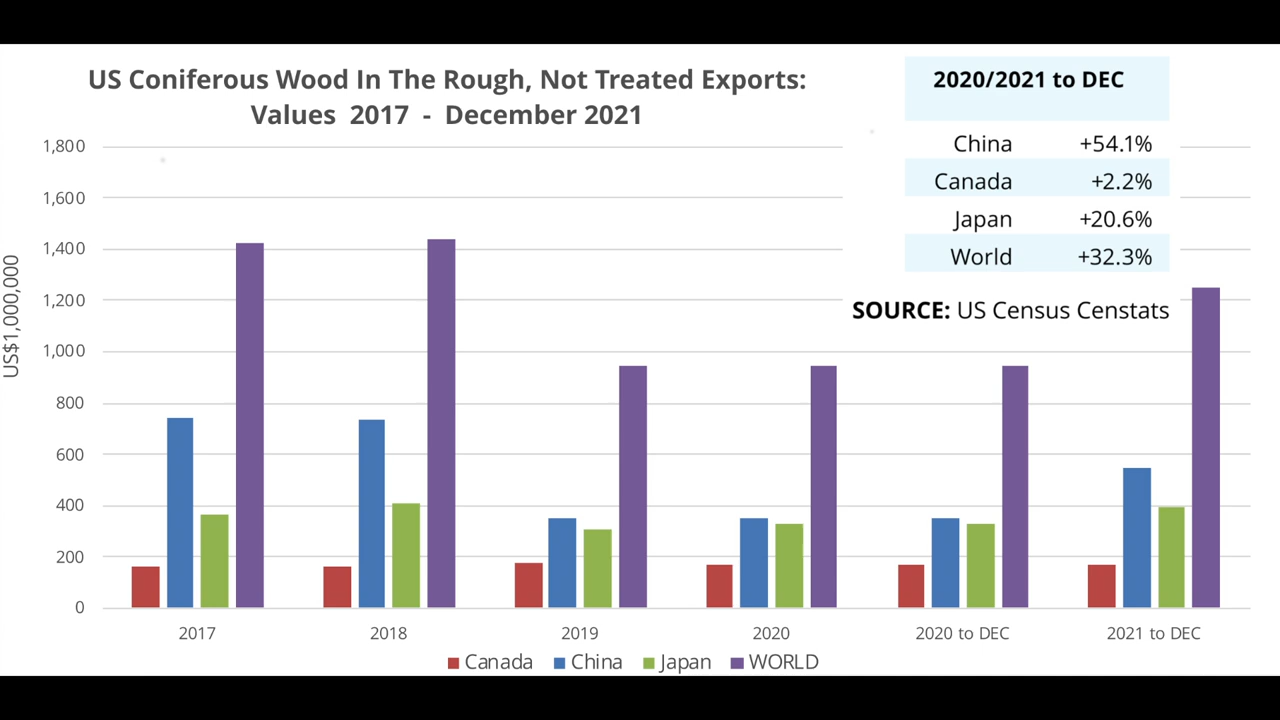 US Coniferous Wood In The Rough, Not Treated Exports:
Values 2017 - December 2021
2020/2021 to DEC
China +54.1%
Canada +2.2%
Japan +20.6%
World +32.3%
SOURCE: US Census Censtats
US$1,000,000
1,800
1,600
1,400
1,200
1,000
800
600
400
200
0
2017 2018 2019 2020 2020 to DEC 2021 to DEC
Canada China Japan WORLD